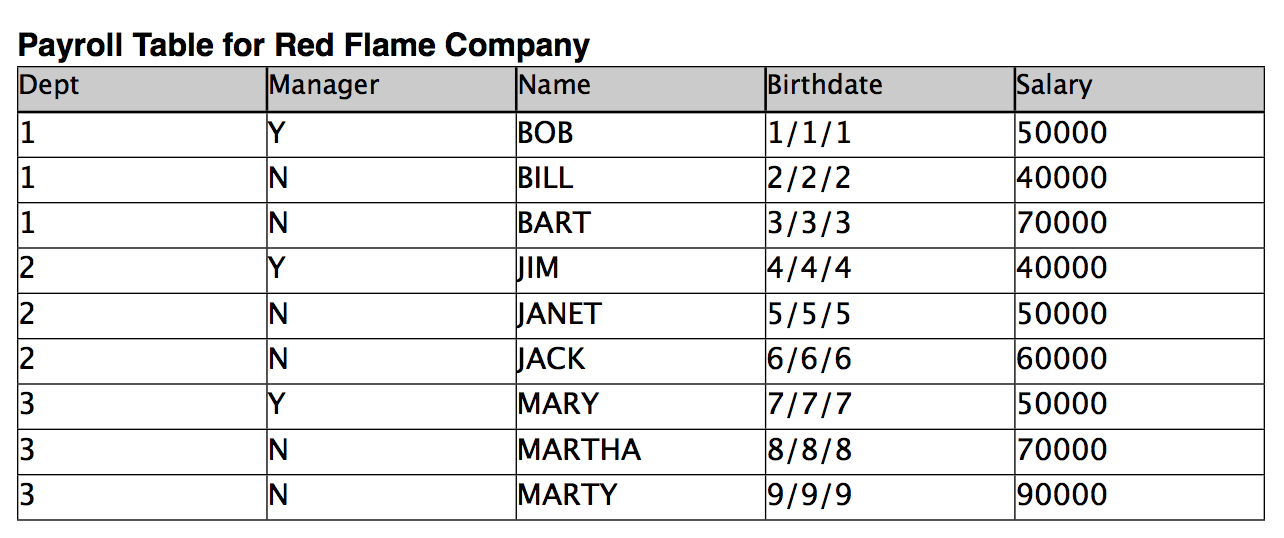 Payroll Table for Red Flame Company
Dept Manager Name Birthdate Salary
1 Y BOB 1/1/1 50000
1 N BILL 2/2/2 40000
1 N BART 3/3/3 70000
2 Y JIM 4/4/4 40000
2 N JANET 5/5/5 50000
2 N JACK 6/6/6 60000
3 Y MARY 7/7/7 50000
3 N MARTHA 8/8/8 70000
3 N MARTY 9/9/9 90000